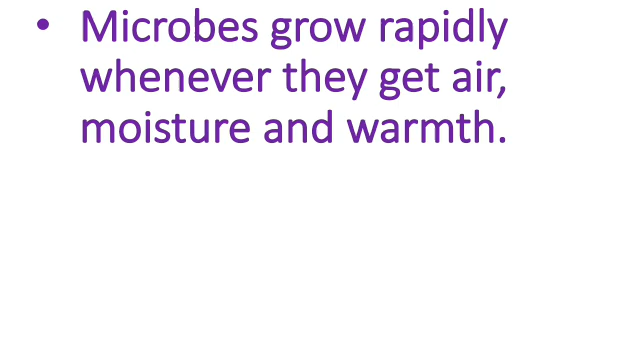 • Microbes grow rapidly
whenever they get air,
moisture and warmth.